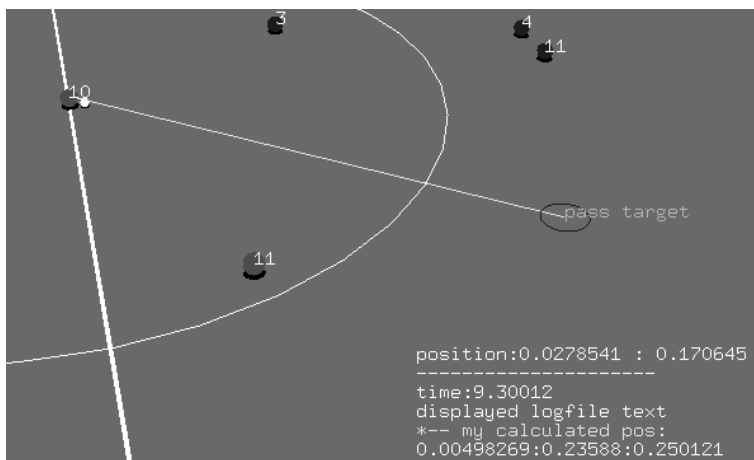 3
4
11
10
pass target
11
position:0.0278541 : 0.170645
----------------------
time:9.30012
displayed logfile text
*-- my calculated pos:
0.00498269:0.23588:0.250121